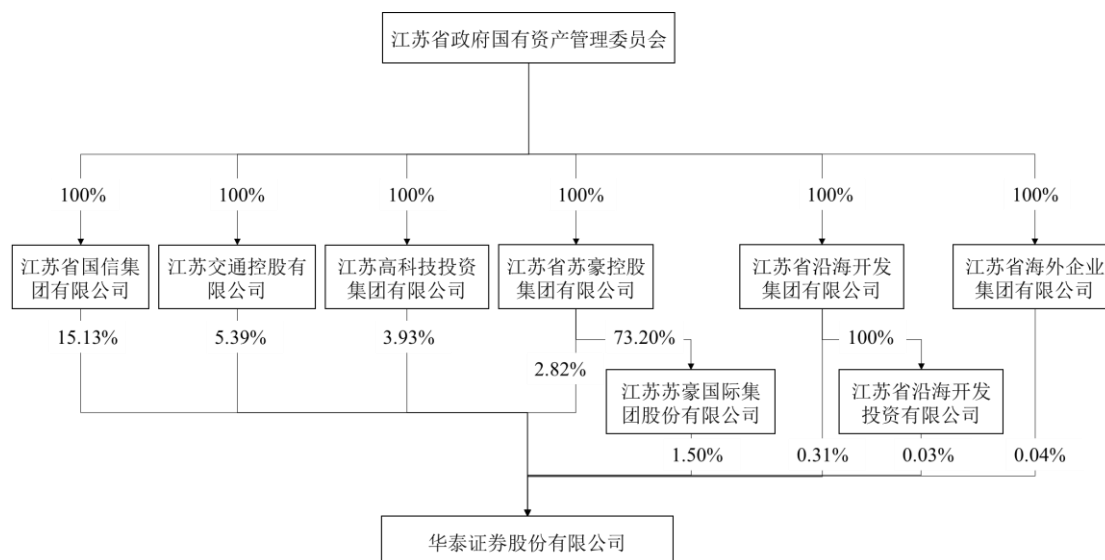 江苏省政府国有资产管理委员会
100%
100%
100%
100%
100%
100%
江苏省国信集
团有限公司
江苏交通控股有
限公司
江苏高科技投资
集团有限公司
江苏省苏豪控股
集团有限公司
江苏省沿海开发
集团有限公司
江苏省海外企业
集团有限公司
15.13%
5.39%
3.93%
2.82%
73.20%
100%
江苏苏豪国际集
团股份有限公司
江苏省沿海开发
投资有限公司
1.50%
0.31%
0.03%
0.04%
华泰证券股份有限公司